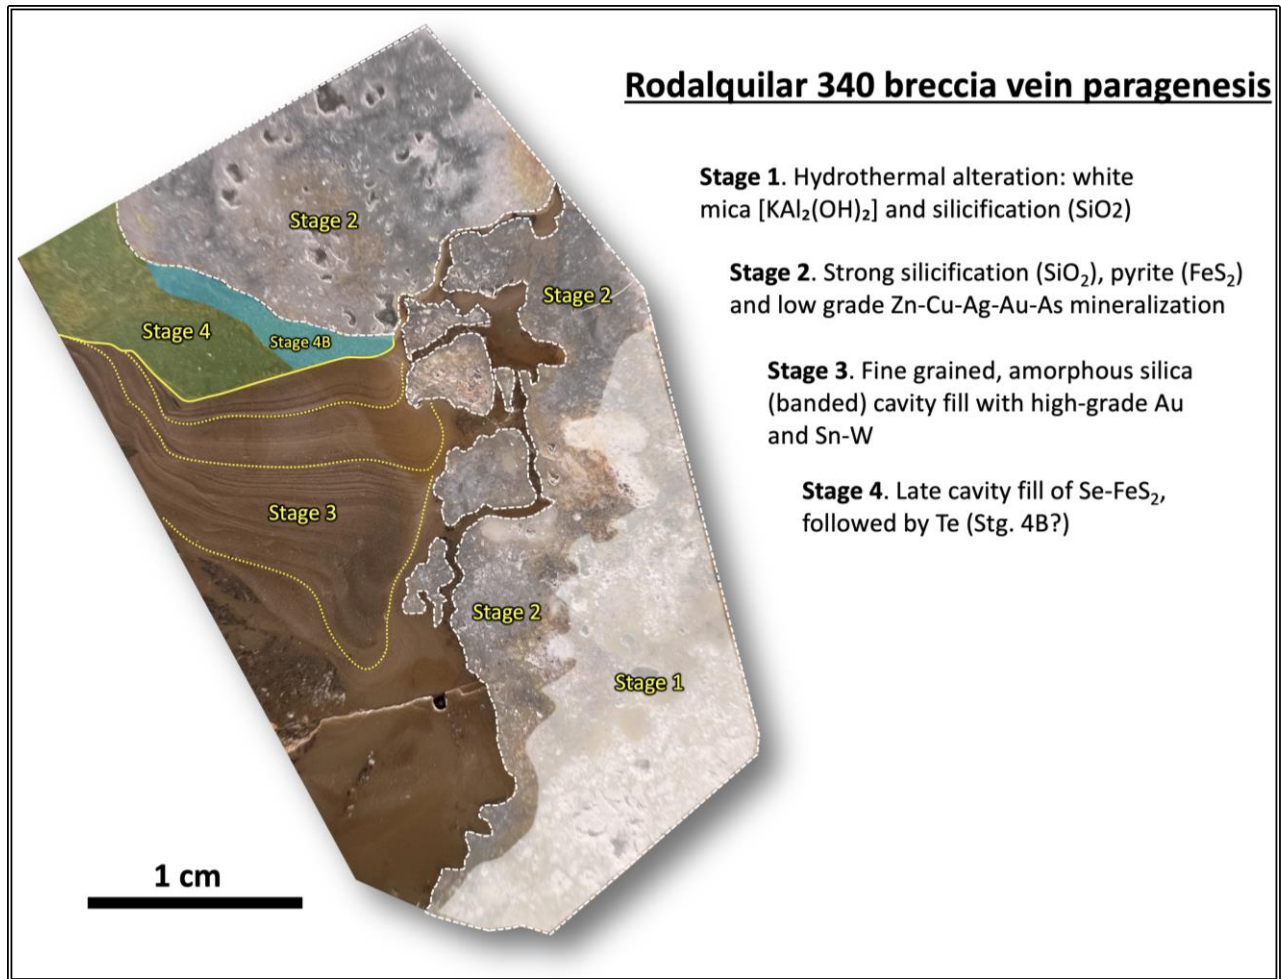 Rodalquilar 340 breccia vein paragenesis
Stage 1. Hydrothermal alteration: white
mica [KAl₂(OH)₂] and silicification (SiO2)
Stage 2. Strong silicification (SiO₂), pyrite (FeS₂)
and low grade Zn-Cu-Ag-Au-As mineralization
Stage 3. Fine grained, amorphous silica
(banded) cavity fill with high-grade Au
and Sn-W
Stage 4. Late cavity fill of Se-FeS₂,
followed by Te (Stg. 4B?)
Stage 2
Stage 2
Stage 4
Stage 4B
Stage 3
Stage 2
Stage 1
1 cm